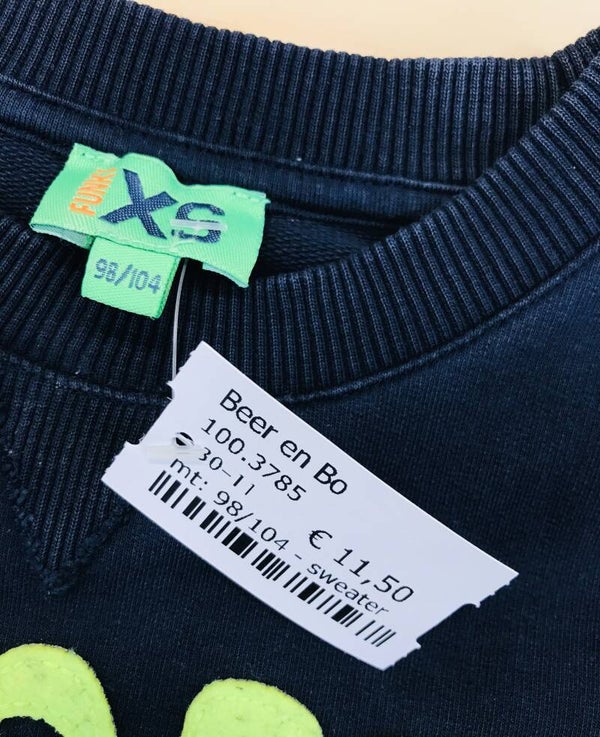 FUNKY
XS
98/104
Beer en Bo
100.3785
30-11
€ 11,50
mt: 98/104 - sweater